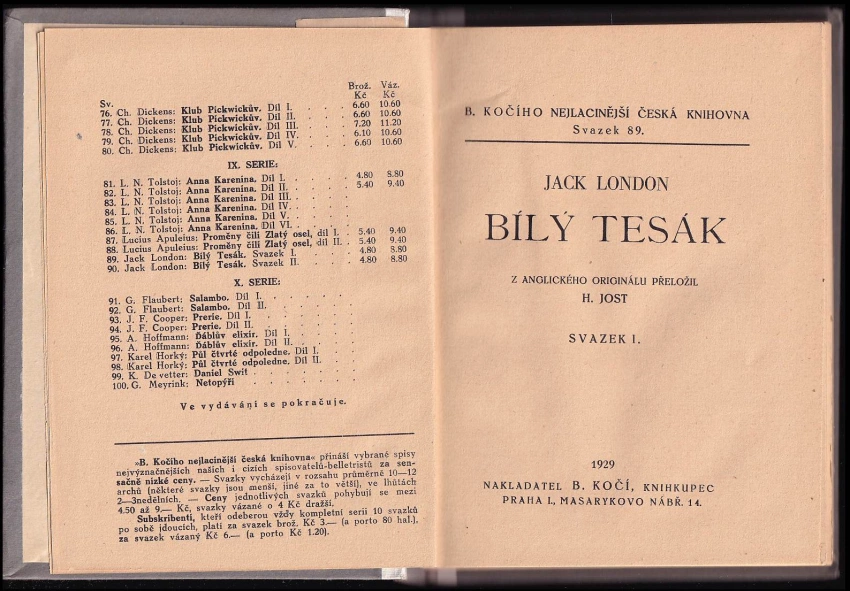 Brož. Váz.
Sv. Kč Kč
76. Ch. Dickens: Klub Pickwickův. Díl I. . . . . 6.60 10.60
77. Ch. Dickens: Klub Pickwickův. Díl II. . . . 6.60 10.60
78. Ch. Dickens: Klub Pickwickův. Díl III. . . . 7.20 11.20
79. Ch. Dickens: Klub Pickwickův. Díl IV. . . . 6.10 10.60
80. Ch. Dickens: Klub Pickwickův. Díl V. . . . 6.60 10.60
IX. SERIE:
81. L. N. Tolstoj: Anna Karenina. Díl I. . . . . 4.80 8.80
82. L. N. Tolstoj: Anna Karenina. Díl II. . . . . 5.40 9.40
83. L. N. Tolstoj: Anna Karenina. Díl III. . . .
84. L. N. Tolstoj: Anna Karenina. Díl IV. . . .
85. L. N. Tolstoj: Anna Karenina. Díl V. . . .
86. L. N. Tolstoj: Anna Karenina. Díl VI. . . .
87. Lucius Apuleius: Proměny čili Zlatý osel, díl I. . 5.40 9.40
88. Lucius Apuleius: Proměny čili Zlatý osel, díl II. . 5.40 9.40
89. Jack London: Bílý Tesák. Svazek I. . . . 4.80 8.80
90. Jack London: Bílý Tesák. Svazek II. . . . 4.80 8.80
X. SERIE:
91. G. Flaubert: Salambo. Díl I. . . . .
92. G. Flaubert: Salambo. Díl II. . . . .
93. J. F. Cooper: Prerie. Díl I. . . . .
94. J. F. Cooper: Prerie. Díl II. . . . .
95. A. Hoffmann: Ďáblův elixír. Díl I. . . .
96. A. Hoffmann: Ďáblův elixír. Díl II. . . .
97. Karel Horký: Půl čtvrté odpoledne. Díl I. . .
98. Karel Horký: Půl čtvrté odpoledne. Díl II. . .
99. K. De vetter: Daniel Swit . . . . .
100. G. Meyrink: Netopýři . . . . . .
Ve vydávání se pokračuje.
»B. Kočího nejlacinější česká knihovna« přináší vybrané spisy
nejvýznačnějších našich i cizích spisovatelů-belletristů za sen-
sačně nízké ceny. — Svazky vycházejí v rozsahu průměrně 10—12
archů (některé svazky jsou menší, jiné za to větší), ve lhůtách
2—3nedělních. — Ceny jednotlivých svazků pohybují se mezi
4.50 až 9.— Kč, svazky vázané o 4 Kč dražší.
Subskribenti, kteří odeberou vždy kompletní serii 10 svazků
po sobě jdoucích, platí za svazek brož. Kč 3.— (a porto 80 hal.),
za svazek vázaný Kč 6.— (a porto Kč 1.20).
B. KOČÍHO NEJLACINĚJŠÍ ČESKÁ KNIHOVNA
Svazek 89.
JACK LONDON
BÍLÝ TESÁK
Z ANGLICKÉHO ORIGINÁLU PŘELOŽIL
H. JOST
SVAZEK I.
1929
NAKLADATEL B. KOČÍ, KNIHKUPEC
PRAHA I., MASARYKOVO NÁBŘ. 14.